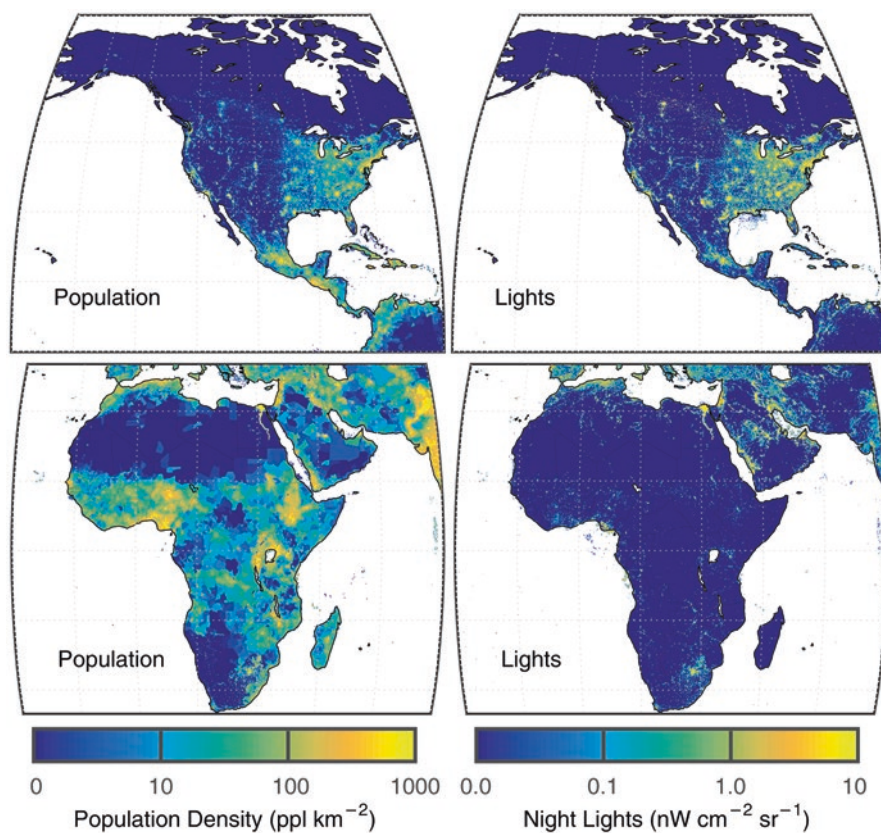 Population
Lights
Population
Lights
0 10 100 1000
0.0 0.1 1.0 10
Population Density (ppl km⁻²)
Night Lights (nW cm⁻² sr⁻¹)